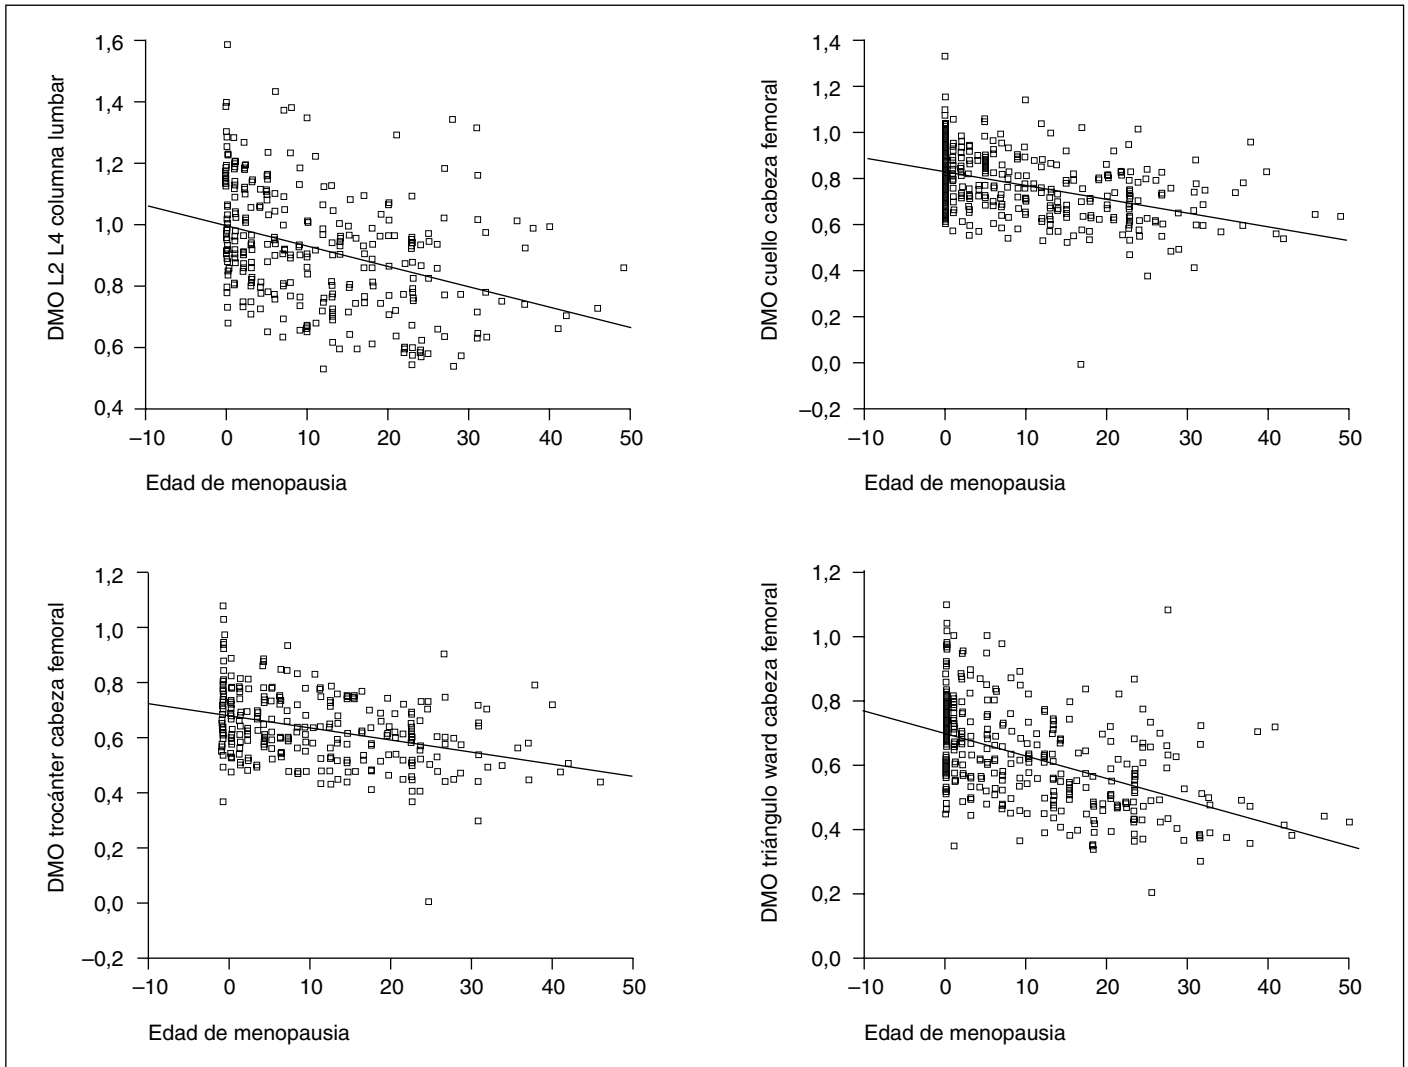 DMO L2 L4 columna lumbar
1,6
1,4
1,2
1,0
0,8
0,6
0,4
–10 0 10 20 30 40 50
Edad de menopausia
DMO cuello cabeza femoral
1,4
1,2
1,0
0,8
0,6
0,4
0,2
0,0
–0,2
–10 0 10 20 30 40 50
Edad de menopausia
DMO trocánter cabeza femoral
1,2
1,0
0,8
0,6
0,4
0,2
0,0
–0,2
–10 0 10 20 30 40 50
Edad de menopausia
DMO triángulo ward cabeza femoral
1,2
1,0
0,8
0,6
0,4
0,2
0,0
–10 0 10 20 30 40 50
Edad de menopausia